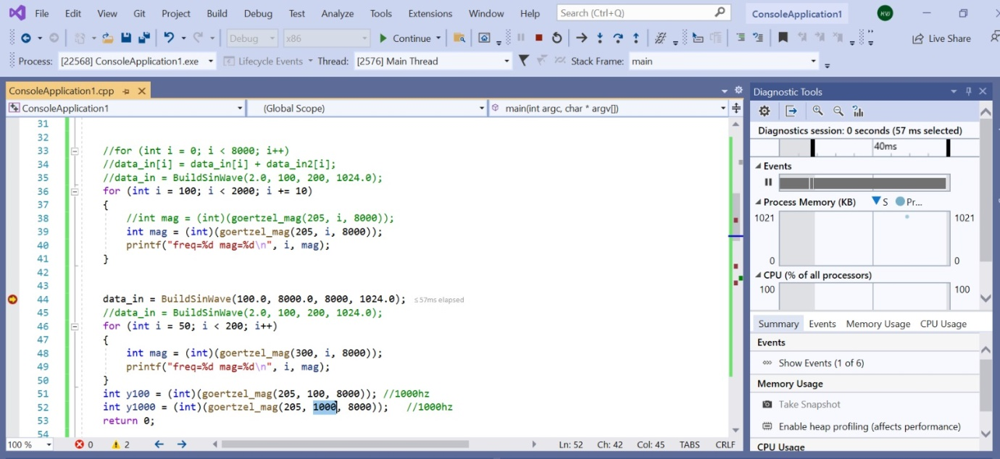 File Edit View Git Project Build Debug Test Analyze Tools Extensions Window Help Search (Ctrl+Q) ConsoleApplication1
Debug x86 Continue Live Share
Process: [22568] ConsoleApplication1.exe Lifecycle Events Thread: [2576] Main Thread Stack Frame: main
ConsoleApplication1.cpp
ConsoleApplication1 (Global Scope) main(int argc, char * argv[])
31
32
33 //for (int i = 0; i < 8000; i++)
34 //data_in[i] = data_in[i] + data_in2[i];
35 //data_in = BuildSinWave(2.0, 100, 200, 1024.0);
36 for (int i = 100; i < 2000; i += 10)
37 {
38 //int mag = (int)(goertzel_mag(205, i, 8000));
39 int mag = (int)(goertzel_mag(205, i, 8000));
40 printf("freq=%d mag=%d\n", i, mag);
41 }
42
43
44 data_in = BuildSinWave(100.0, 8000.0, 8000, 1024.0); ≤57ms elapsed
45 //data_in = BuildSinWave(2.0, 100, 200, 1024.0);
46 for (int i = 50; i < 200; i++)
47 {
48 int mag = (int)(goertzel_mag(300, i, 8000));
49 printf("freq=%d mag=%d\n", i, mag);
50 }
51 int y100 = (int)(goertzel_mag(205, 100, 8000)); //1000hz
52 int y1000 = (int)(goertzel_mag(205, 1000, 8000)); //1000hz
53 return 0;
54
100 % 0 2 Ln: 52 Ch: 42 Col: 45 TABS CRLF
Diagnostic Tools
Diagnostics session: 0 seconds (57 ms selected)
40ms
Events
Process Memory (KB) S Pr...
1021 1021
0 0
CPU (% of all processors)
100 100
Summary Events Memory Usage CPU Usage
Events
Show Events (1 of 6)
Memory Usage
Take Snapshot
Enable heap profiling (affects performance)
CPU Usage